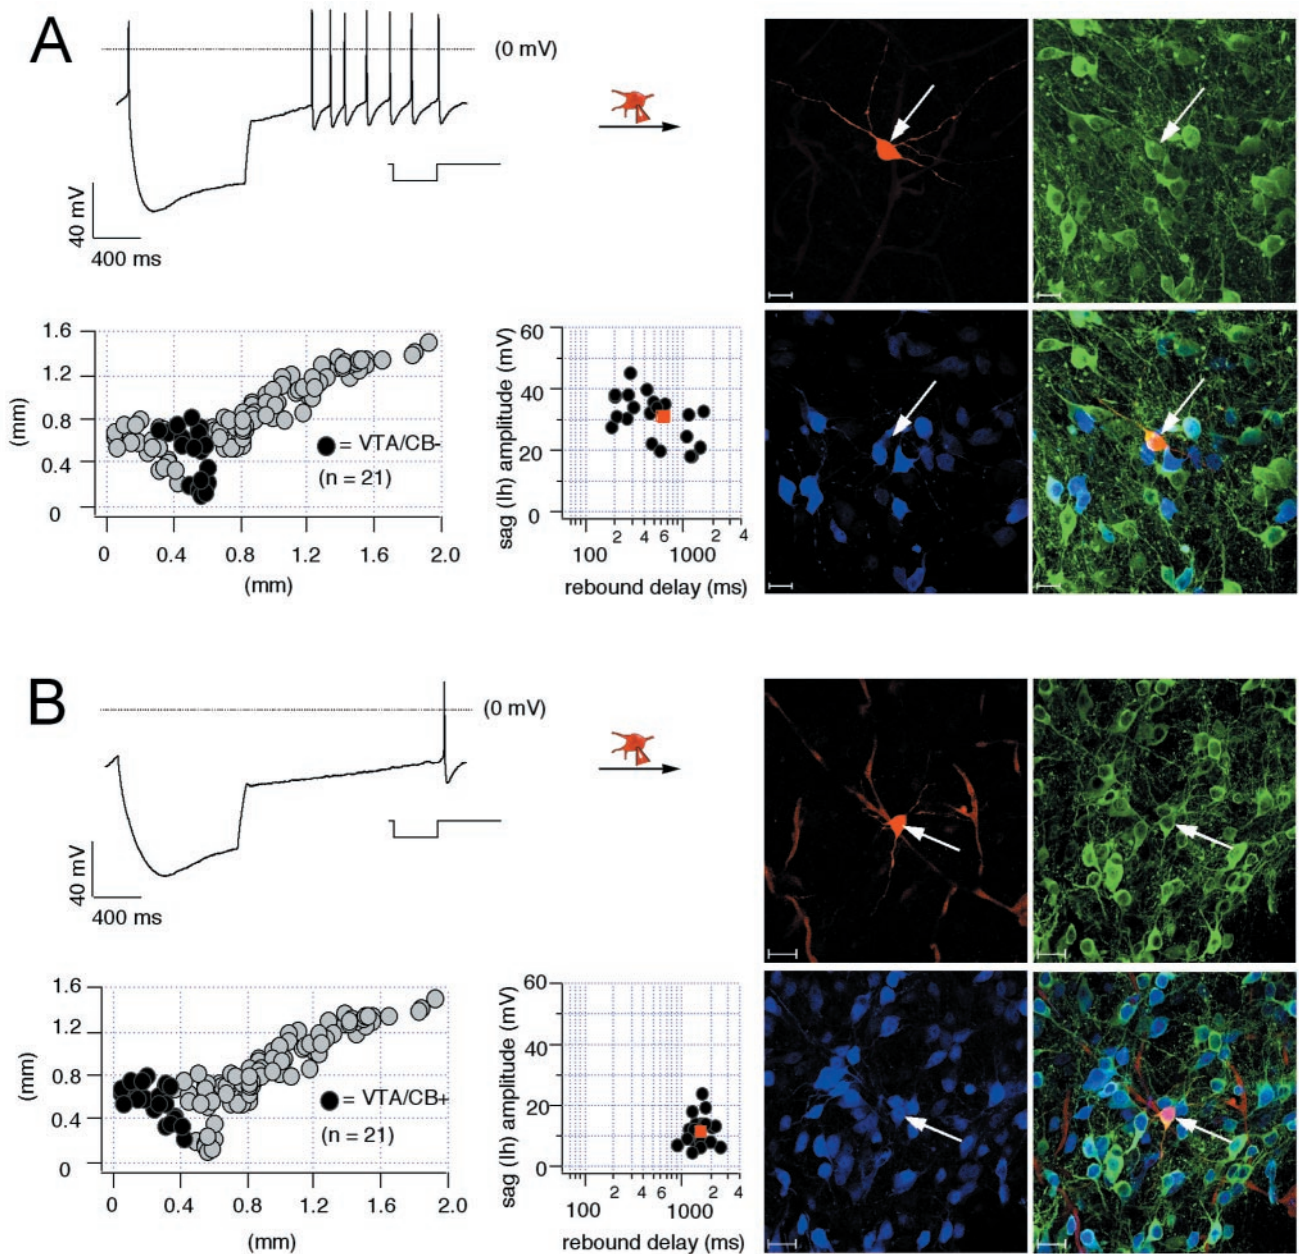 A
(0 mV)
40 mV
400 ms
1.6
1.2
0.8
0.4
0
(mm)
= VTA/CB-
(n = 21)
0 0.4 0.8 1.2 1.6 2.0
(mm)
60
40
20
0
sag (Ih) amplitude (mV)
2 4 6 2 4
100 1000
rebound delay (ms)
B
(0 mV)
40 mV
400 ms
1.6
1.2
0.8
0.4
0
(mm)
= VTA/CB+
(n = 21)
0 0.4 0.8 1.2 1.6 2.0
(mm)
60
40
20
0
sag (Ih) amplitude (mV)
2 4 6 2 4
100 1000
rebound delay (ms)